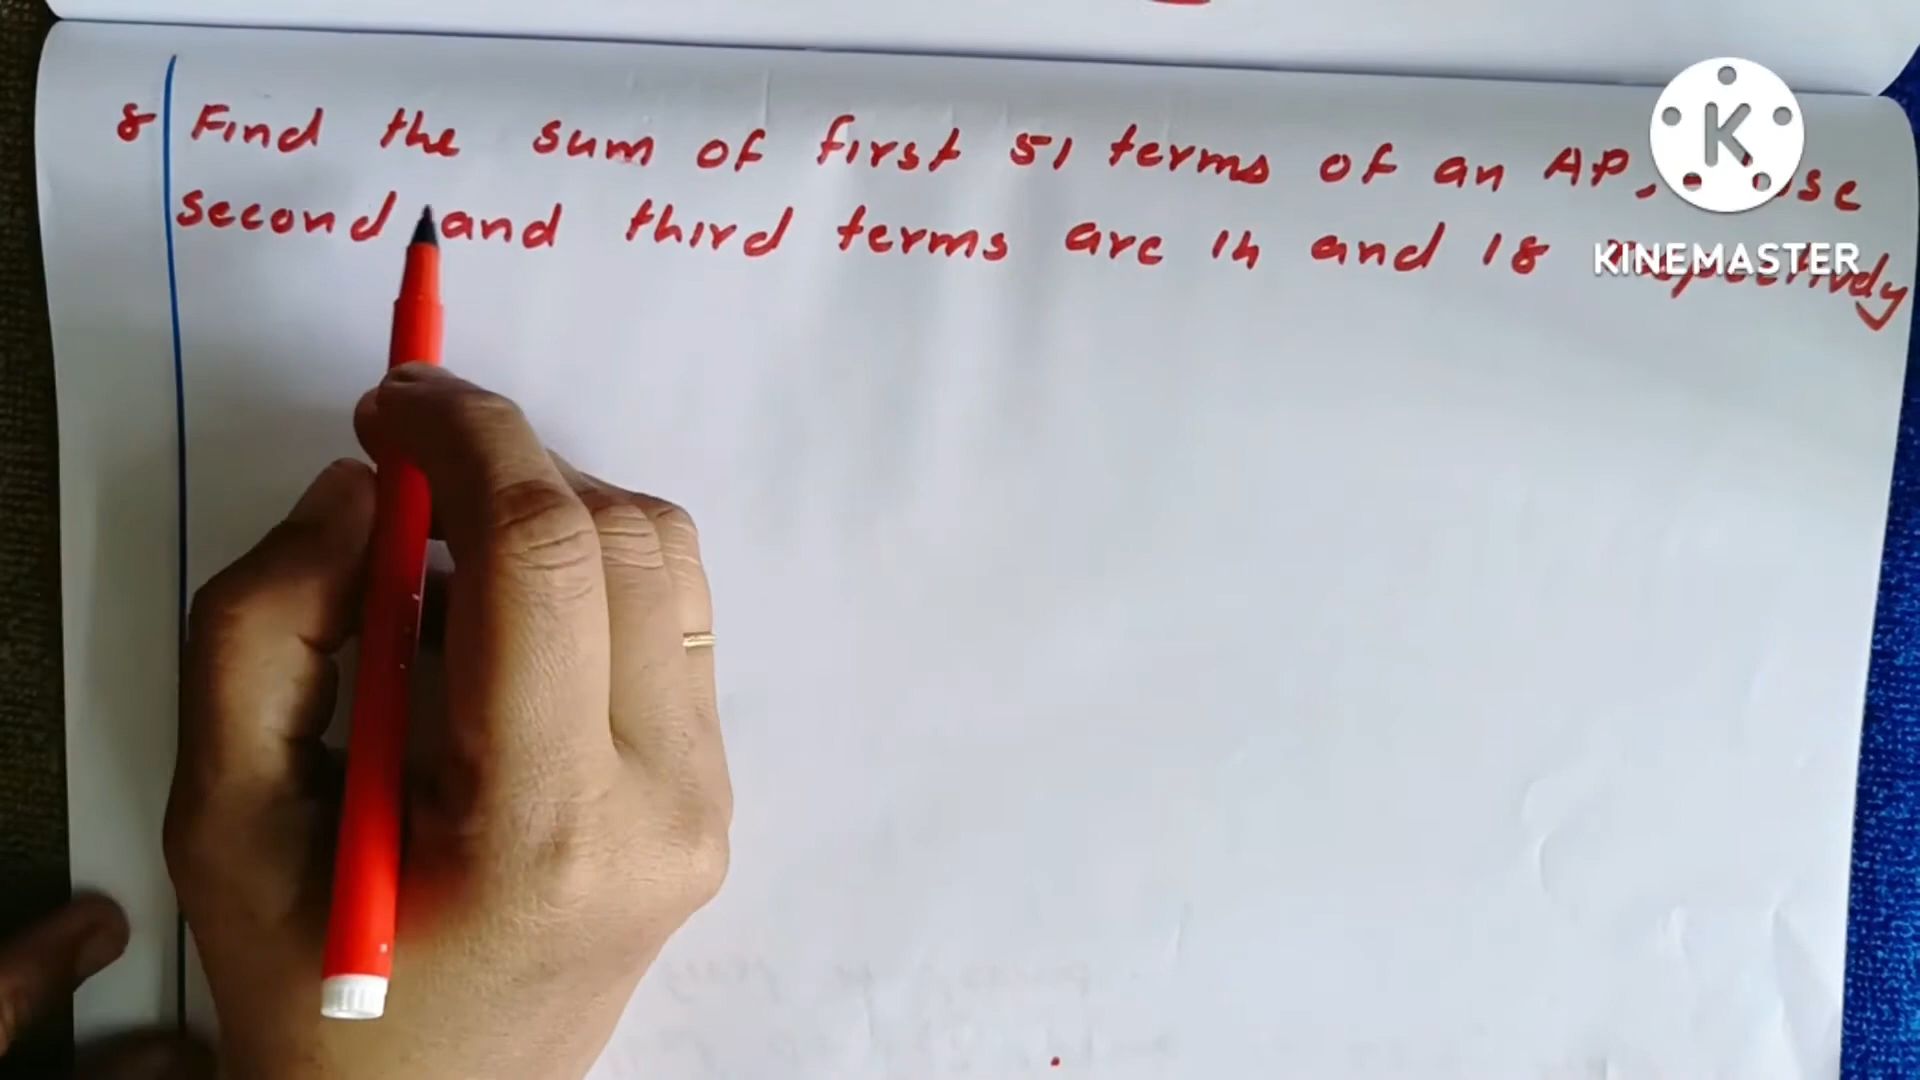 8 Find the sum of first 51 terms of an AP,
second and third terms are 14 and 18 respectively
K
KINEMASTER